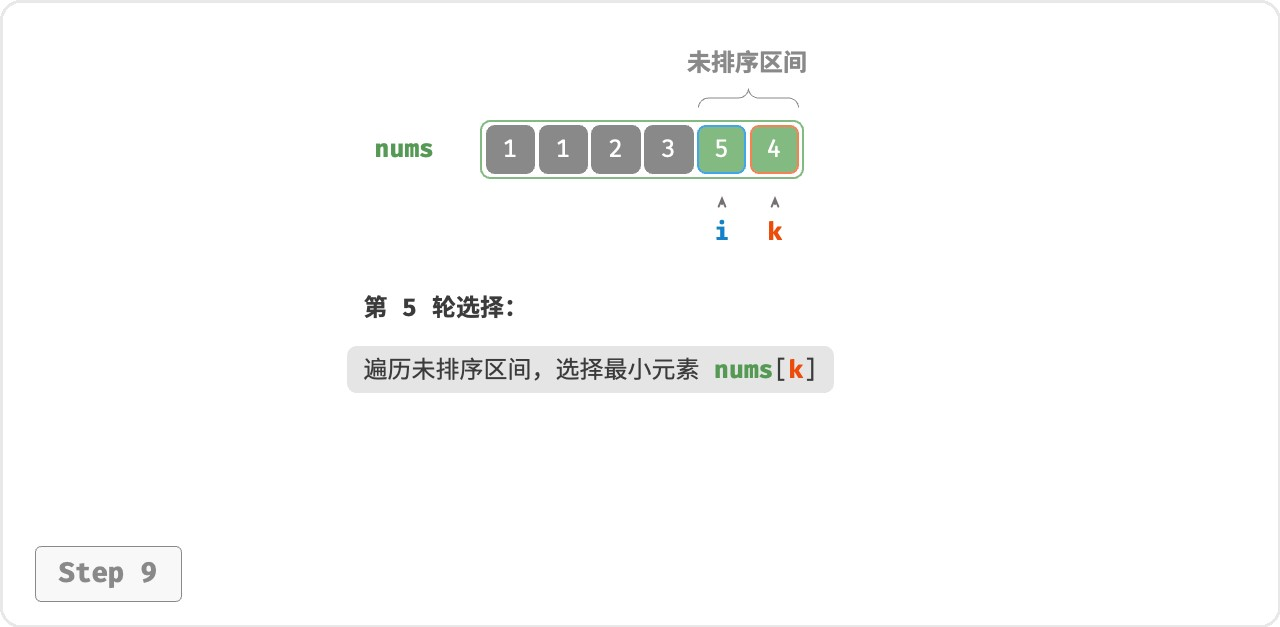 未排序区间
nums 1 1 2 3 5 4
i k
第 5 轮选择：
遍历未排序区间，选择最小元素 nums[k]
Step 9